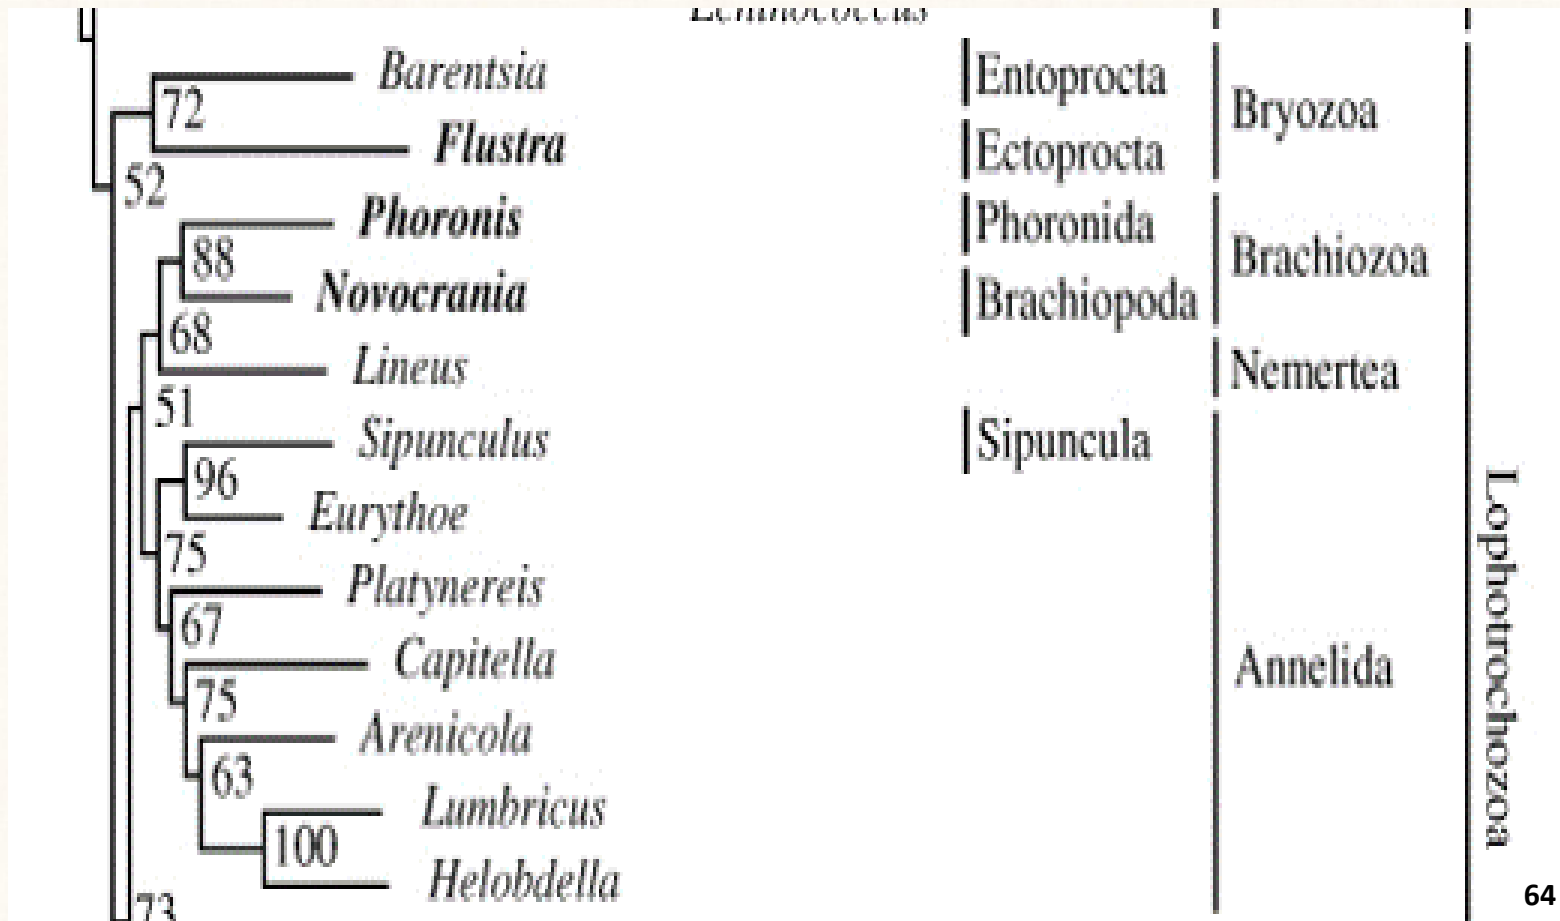 Barentsia Entoprocta
72 Bryozoa
Flustra Ectoprocta
52
Phoronis Phoronida
88 Brachiozoa
Novocrania Brachiopoda
68
Lineus Nemertea
51
Sipunculus Sipuncula
96
Eurythoe
75
Platynereis
67
Capitella Annelida
75
Arenicola
63
Lumbricus
100
Helobdella
73
Lophotrochozoa
64